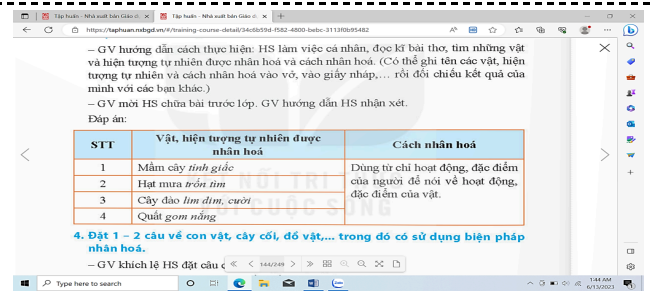 Tập huấn - Nhà xuất bản Giáo d
Tập huấn - Nhà xuất bản Giáo d
https://taphuan.nxbgd.vn/#/training-course-detail/34c6b59d-f582-4800-bebc-3113f0b95482
– GV hướng dẫn cách thực hiện: HS làm việc cá nhân, đọc kĩ bài thơ, tìm những vật
và hiện tượng tự nhiên được nhân hoá và cách nhân hoá. (Có thể ghi tên các vật, hiện
tượng tự nhiên và cách nhân hoá vào vở, vào giấy nháp,… rồi đổi chiếu kết quả của
mình với các bạn khác.)
– GV mời HS chữa bài trước lớp. GV hướng dẫn HS nhận xét.
Đáp án:
STT Vật, hiện tượng tự nhiên được nhân hoá Cách nhân hoá
1 Mầm cây tỉnh giấc Dùng từ chỉ hoạt động, đặc điểm
2 Hạt mưa trốn tìm của người để nói về hoạt động,
3 Cây đào lim dim, cười đặc điểm của vật.
4 Quất gom nắng
4. Đặt 1 – 2 câu về con vật, cây cối, đồ vật,... trong đó có sử dụng biện pháp
nhân hoá.
– GV khích lệ HS đặt câu
144/249
Type here to search
1:44 AM
6/13/2023